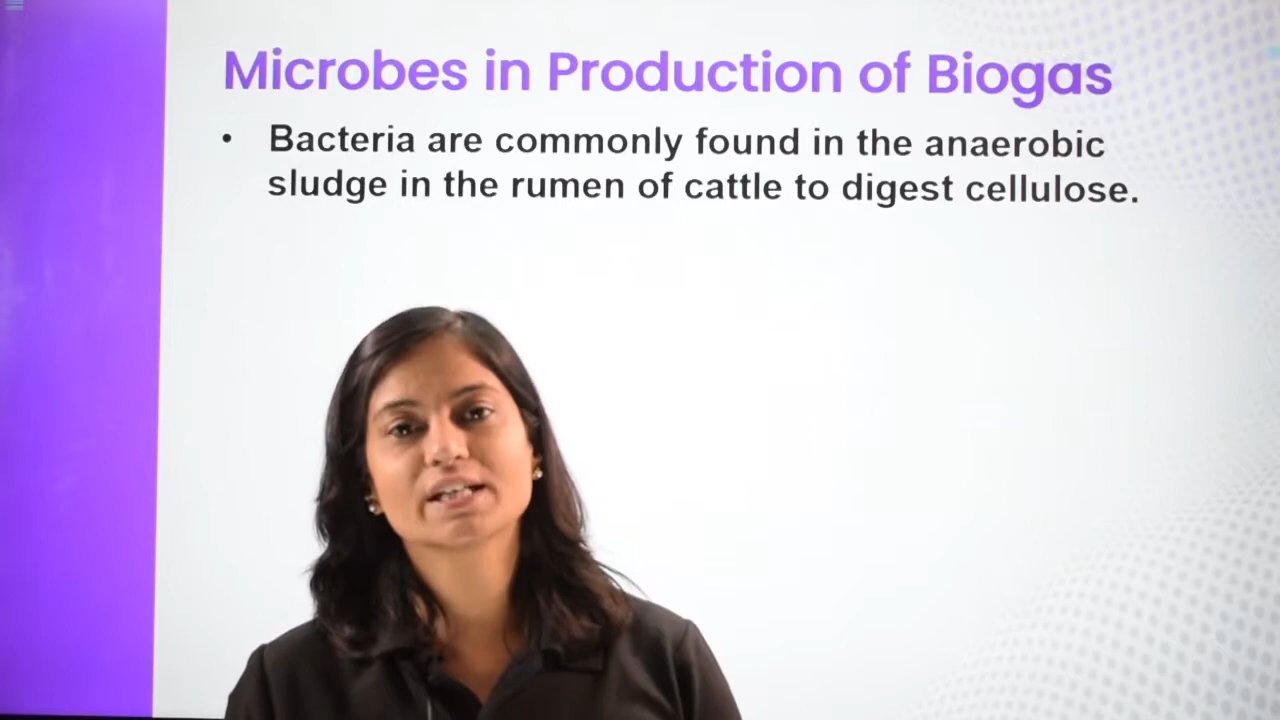 Microbes in Production of Biogas
• Bacteria are commonly found in the anaerobic
sludge in the rumen of cattle to digest cellulose.